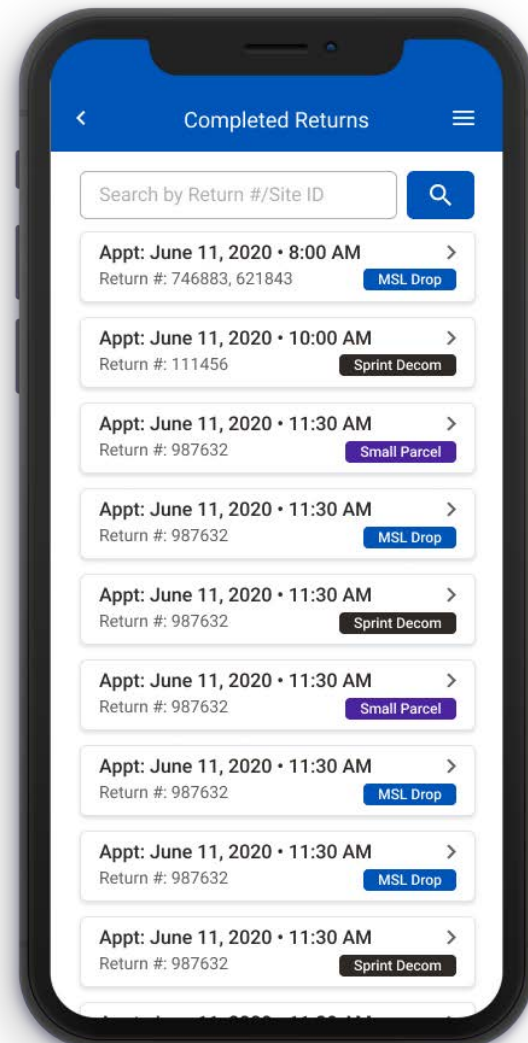 Completed Returns
Search by Return #/Site ID
Appt: June 11, 2020 • 8:00 AM
Return #: 746883, 621843
MSL Drop
Appt: June 11, 2020 • 10:00 AM
Return #: 111456
Sprint Decom
Appt: June 11, 2020 • 11:30 AM
Return #: 987632
Small Parcel
Appt: June 11, 2020 • 11:30 AM
Return #: 987632
MSL Drop
Appt: June 11, 2020 • 11:30 AM
Return #: 987632
Sprint Decom
Appt: June 11, 2020 • 11:30 AM
Return #: 987632
Small Parcel
Appt: June 11, 2020 • 11:30 AM
Return #: 987632
MSL Drop
Appt: June 11, 2020 • 11:30 AM
Return #: 987632
MSL Drop
Appt: June 11, 2020 • 11:30 AM
Return #: 987632
Sprint Decom